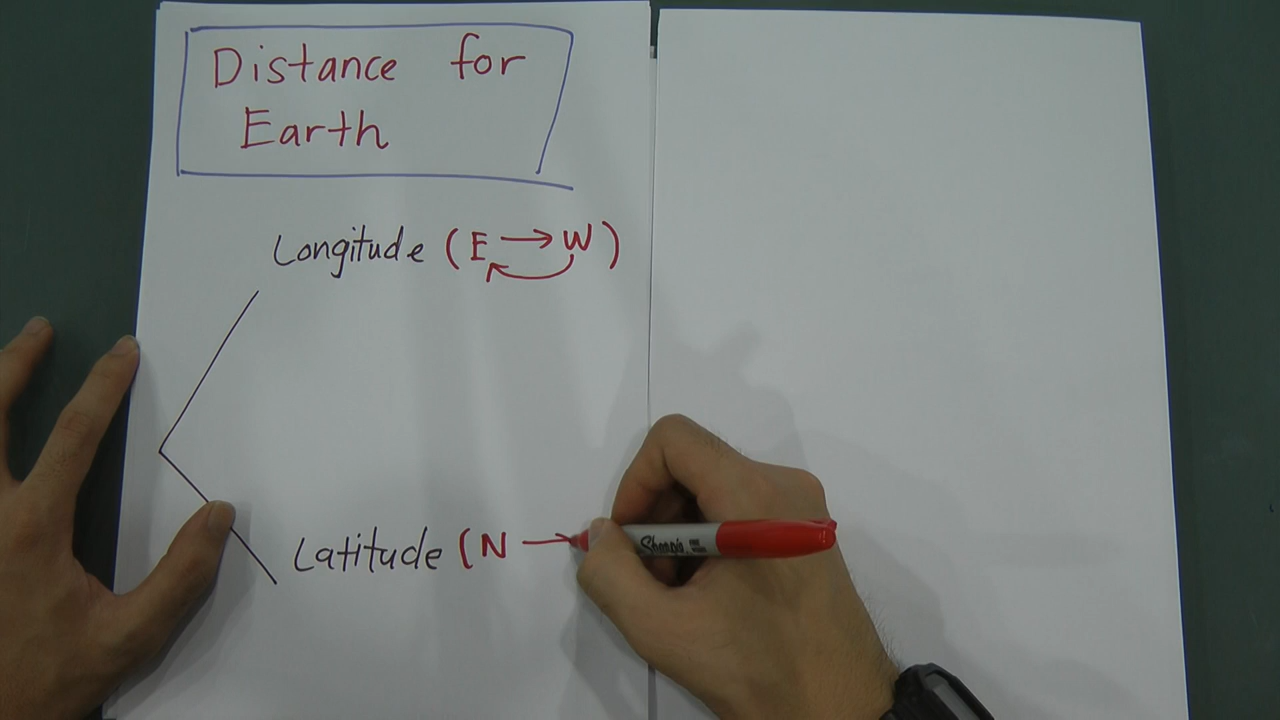 Distance for
Earth
Longitude (E → W)
Latitude (N →
Sharpie